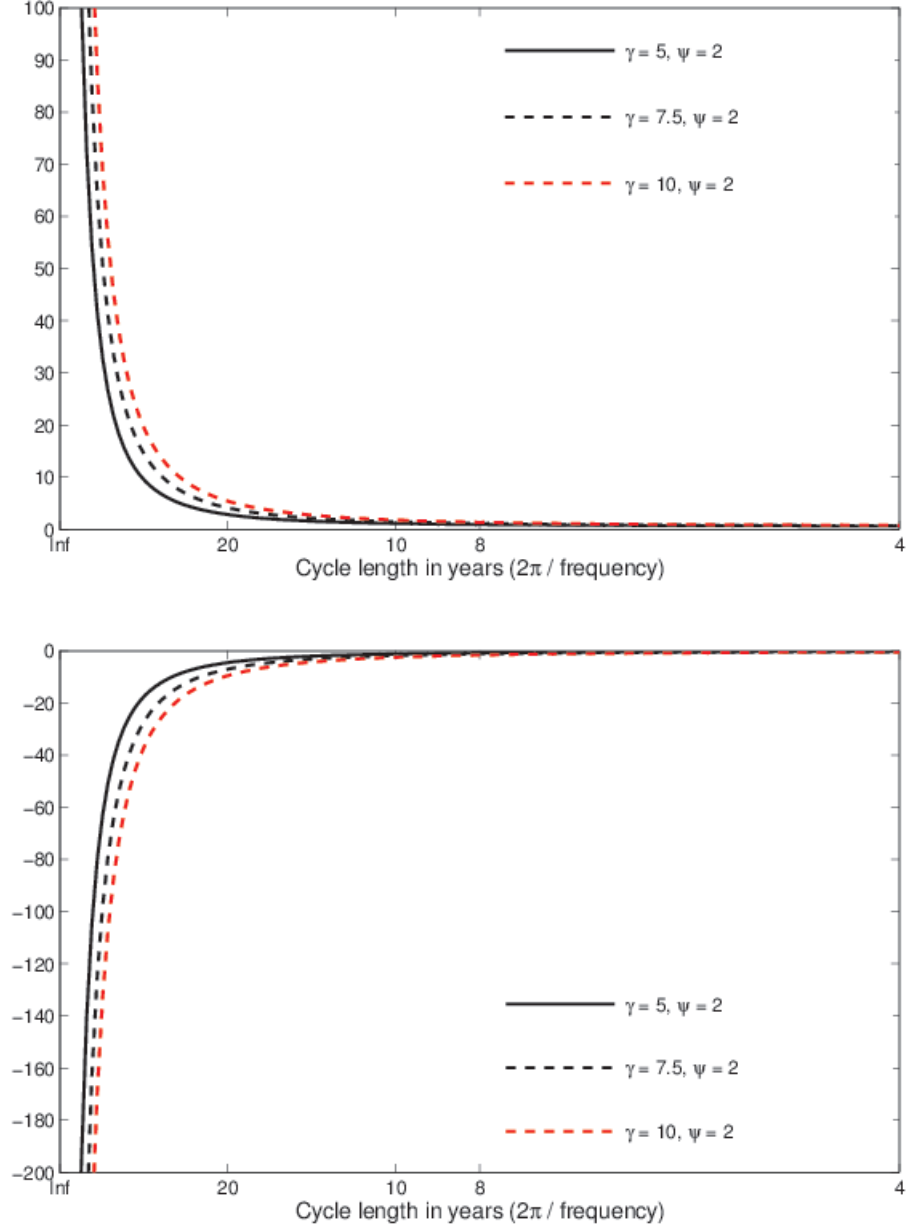 100
90
80
70
60
50
40
30
20
10
0
γ = 5, ψ = 2
γ = 7.5, ψ = 2
γ = 10, ψ = 2
Inf 20 10 8 4
Cycle length in years (2π / frequency)
0
−20
−40
−60
−80
−100
−120
−140
−160
−180
−200
γ = 5, ψ = 2
γ = 7.5, ψ = 2
γ = 10, ψ = 2
Inf 20 10 8 4
Cycle length in years (2π / frequency)